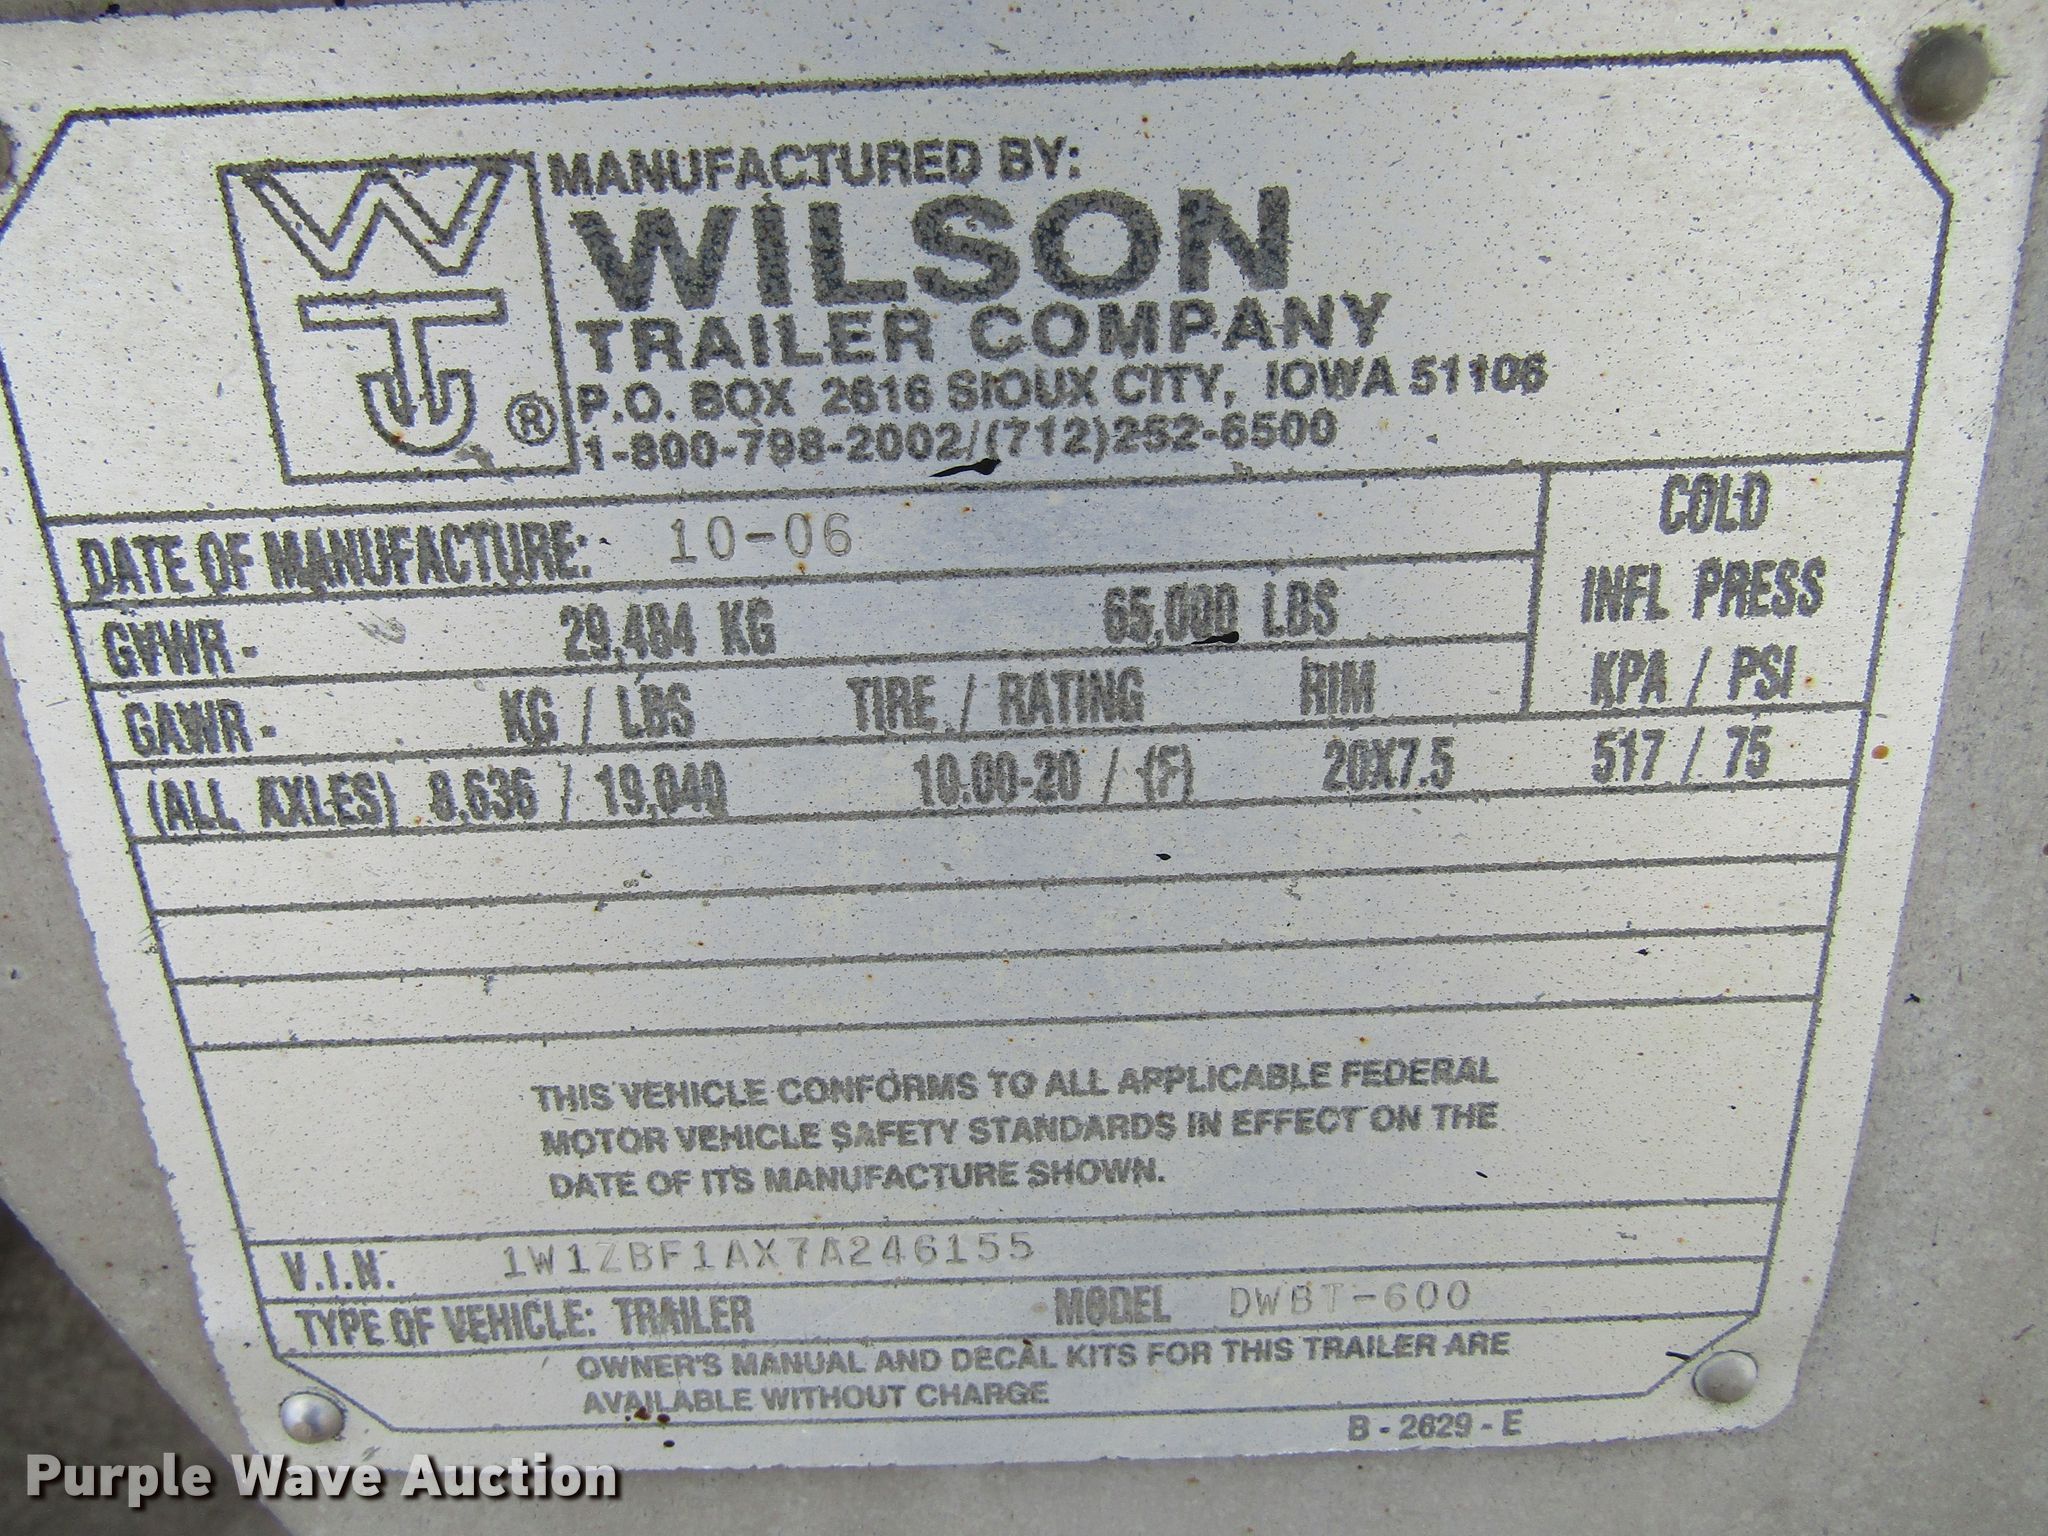 MANUFACTURED BY:
WILSON
TRAILER COMPANY
P.O. BOX 2616 SIOUX CITY, IOWA 51106
1-800-798-2002/(712)252-6500
WT ®
DATE OF MANUFACTURE: 10-06
COLD
INFL PRESS
KPA / PSI
GVWR - 29,484 KG 65,000 LBS
GAWR - KG / LBS TIRE / RATING RIM
(ALL AXLES) 8,636 / 19,040 10.00-20 / (F) 20X7.5 517 / 75
THIS VEHICLE CONFORMS TO ALL APPLICABLE FEDERAL
MOTOR VEHICLE SAFETY STANDARDS IN EFFECT ON THE
DATE OF ITS MANUFACTURE SHOWN.
V.I.N. 1W1ZBF1AX7A246155
TYPE OF VEHICLE: TRAILER MODEL DWBT-600
OWNER'S MANUAL AND DECAL KITS FOR THIS TRAILER ARE
AVAILABLE WITHOUT CHARGE
B - 2629 - E
Purple Wave Auction